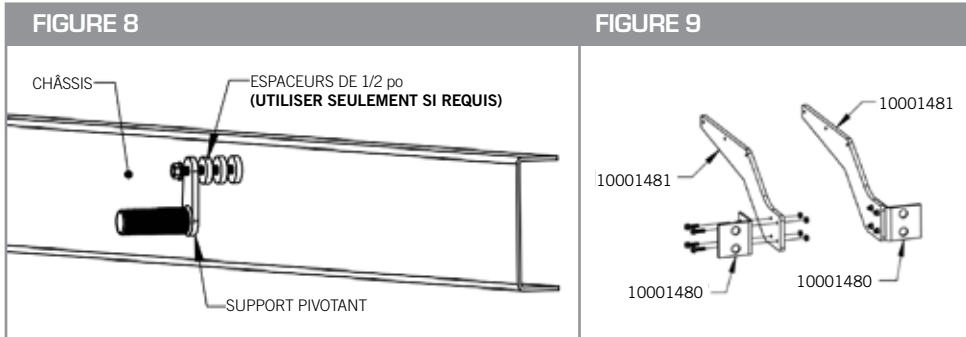 FIGURE 8
CHÂSSIS
ESPACEURS DE 1/2 po
(UTILISER SEULEMENT SI REQUIS)
SUPPORT PIVOTANT
FIGURE 9
10001481
10001481
10001480
10001480